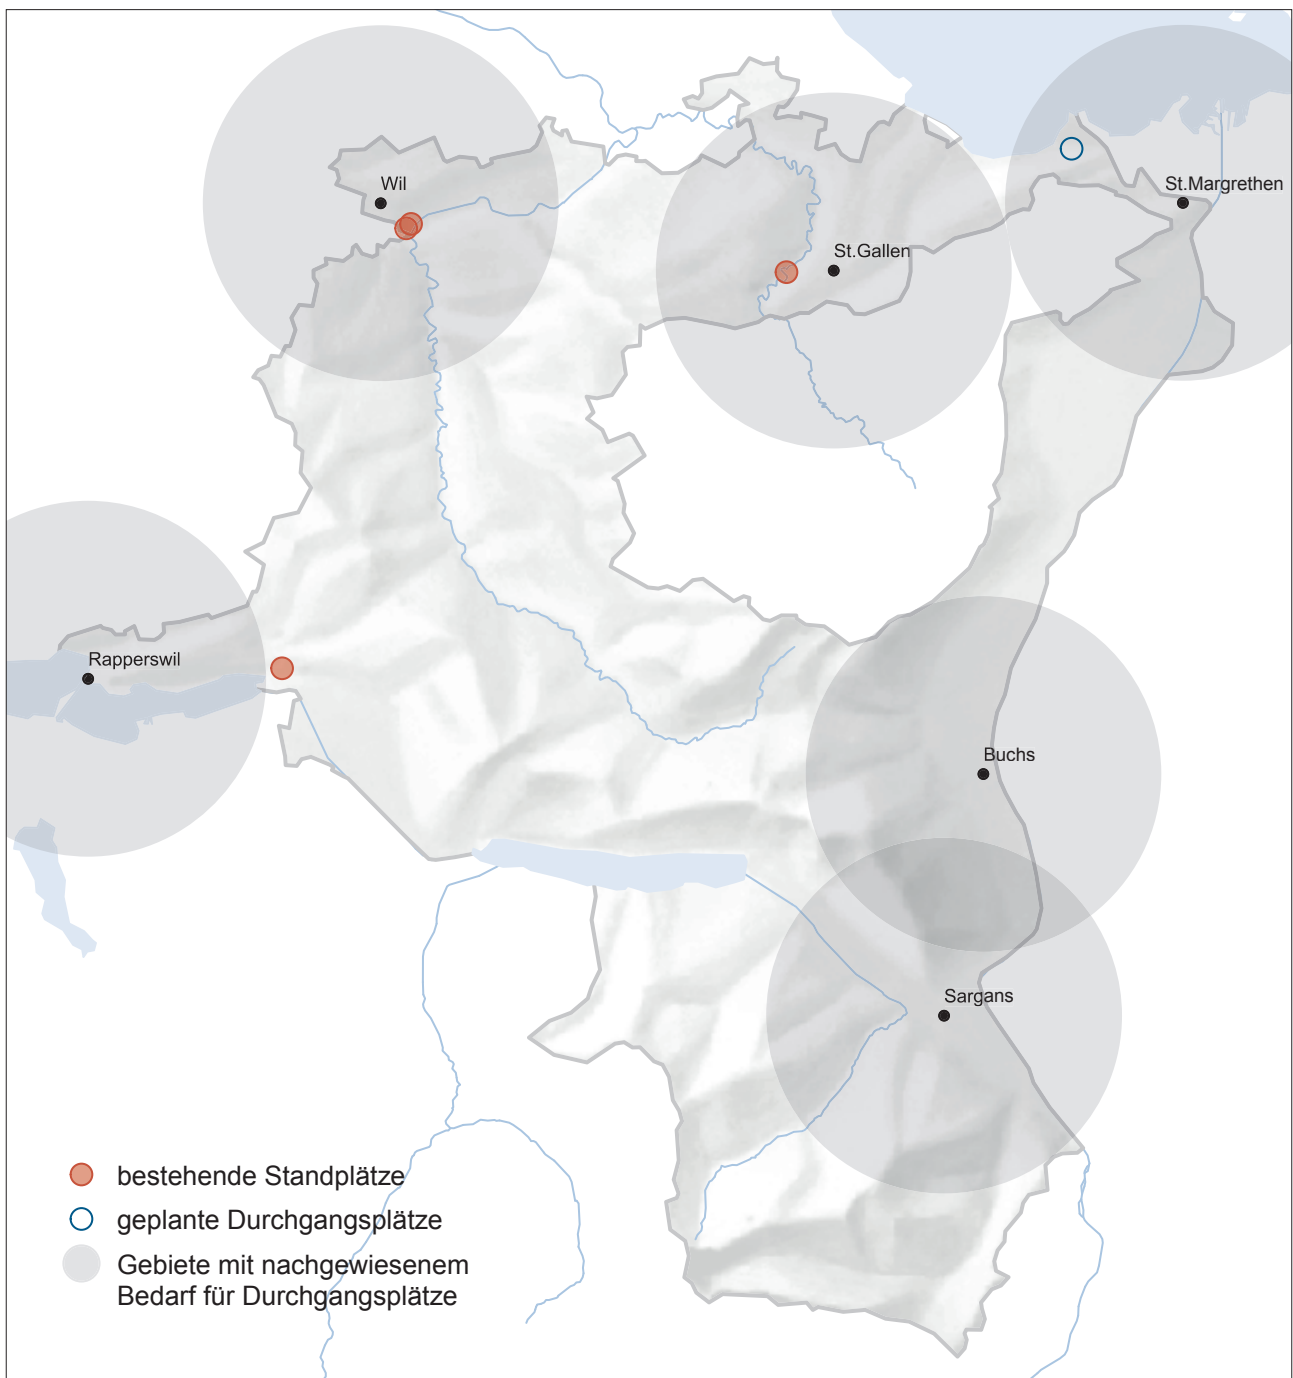 Wil
St.Margrethen
St.Gallen
Rapperswil
Buchs
Sargans
bestehende Standplätze
geplante Durchgangsplätze
Gebiete mit nachgewiesenem
Bedarf für Durchgangsplätze